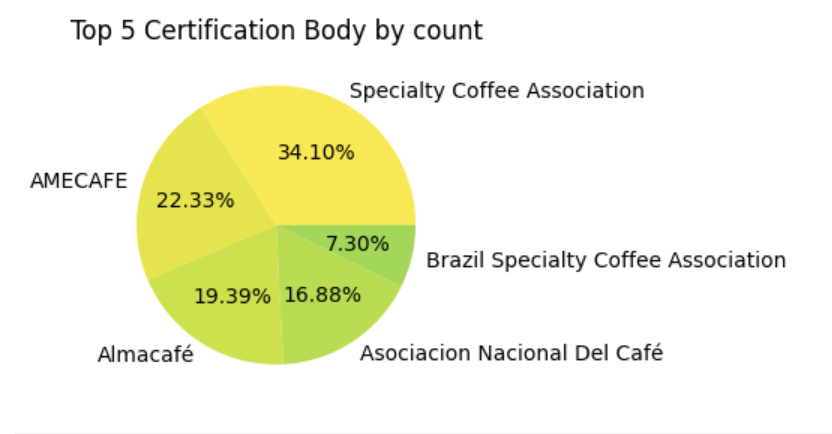 Top 5 Certification Body by count
Specialty Coffee Association
34.10%
AMECAFE
22.33%
7.30%
Brazil Specialty Coffee Association
19.39%
16.88%
Almacafé
Asociacion Nacional Del Café